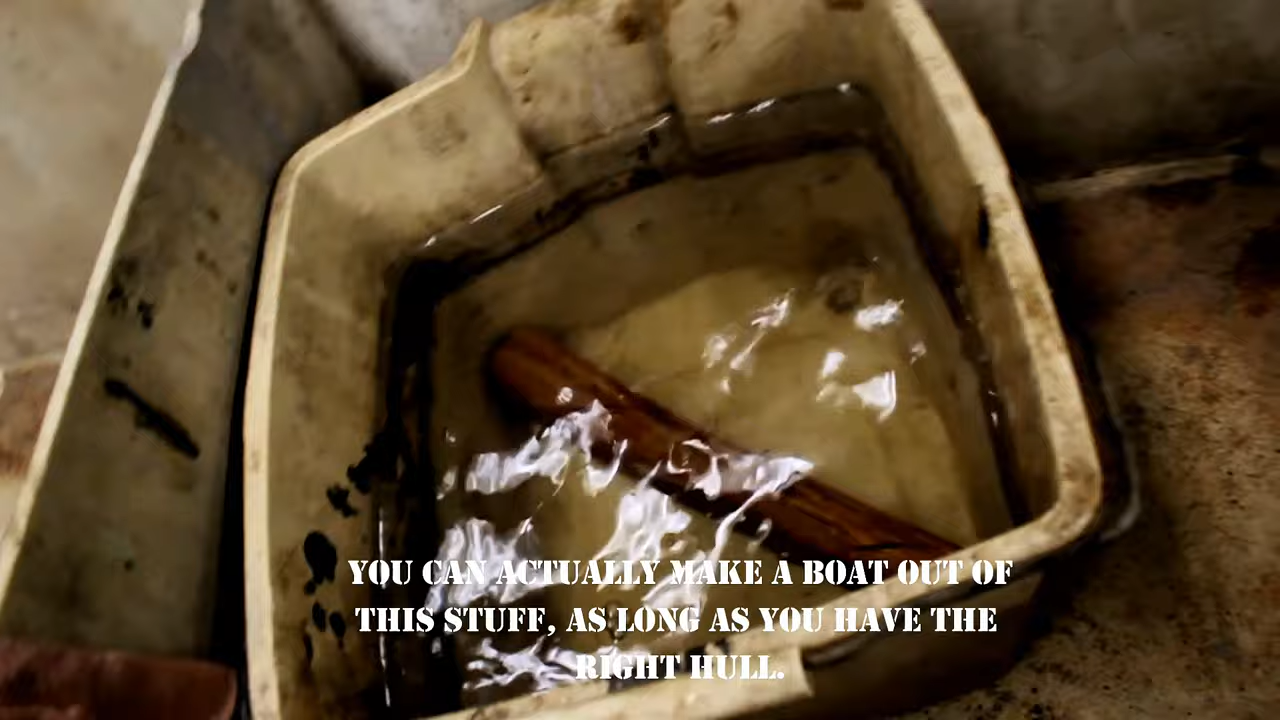 YOU CAN ACTUALLY MAKE A BOAT OUT OF
THIS STUFF, AS LONG AS YOU HAVE THE
RIGHT HULL.